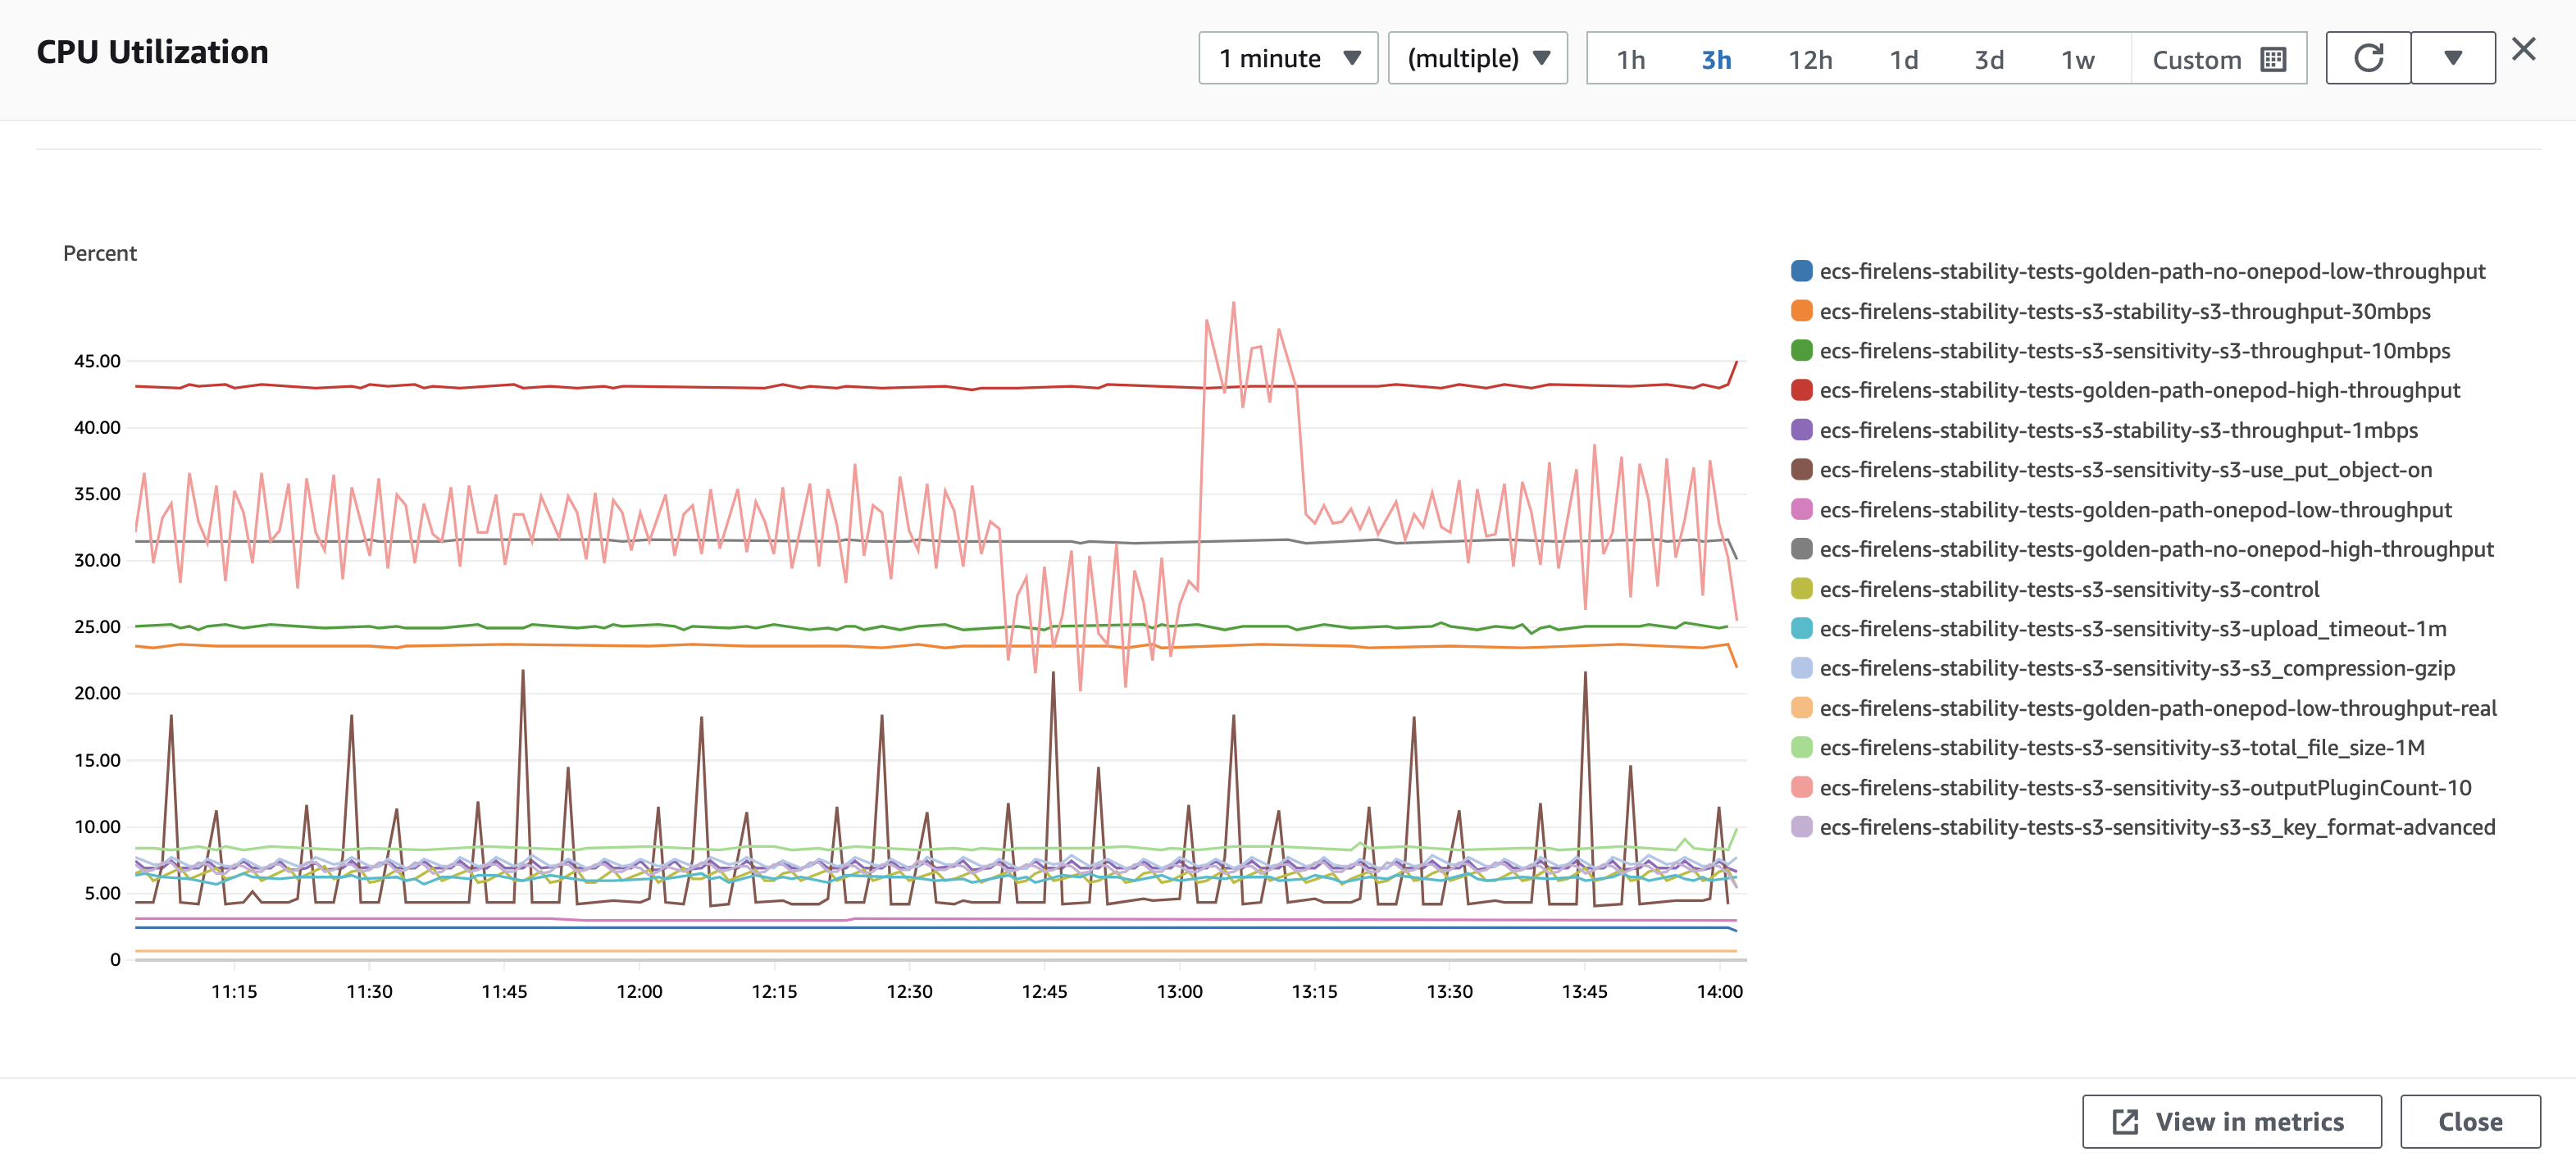 CPU Utilization
1 minute
(multiple)
1h 3h 12h 1d 3d 1w Custom
Percent
45.00
40.00
35.00
30.00
25.00
20.00
15.00
10.00
5.00
0
11:15 11:30 11:45 12:00 12:15 12:30 12:45 13:00 13:15 13:30 13:45 14:00
ecs-firelens-stability-tests-golden-path-no-onepod-low-throughput
ecs-firelens-stability-tests-s3-stability-s3-throughput-30mbps
ecs-firelens-stability-tests-s3-sensitivity-s3-throughput-10mbps
ecs-firelens-stability-tests-golden-path-onepod-high-throughput
ecs-firelens-stability-tests-s3-stability-s3-throughput-1mbps
ecs-firelens-stability-tests-s3-sensitivity-s3-use_put_object-on
ecs-firelens-stability-tests-golden-path-onepod-low-throughput
ecs-firelens-stability-tests-golden-path-no-onepod-high-throughput
ecs-firelens-stability-tests-s3-sensitivity-s3-control
ecs-firelens-stability-tests-s3-sensitivity-s3-upload_timeout-1m
ecs-firelens-stability-tests-s3-sensitivity-s3-s3_compression-gzip
ecs-firelens-stability-tests-golden-path-onepod-low-throughput-real
ecs-firelens-stability-tests-s3-sensitivity-s3-total_file_size-1M
ecs-firelens-stability-tests-s3-sensitivity-s3-outputPluginCount-10
ecs-firelens-stability-tests-s3-sensitivity-s3-s3_key_format-advanced
View in metrics
Close